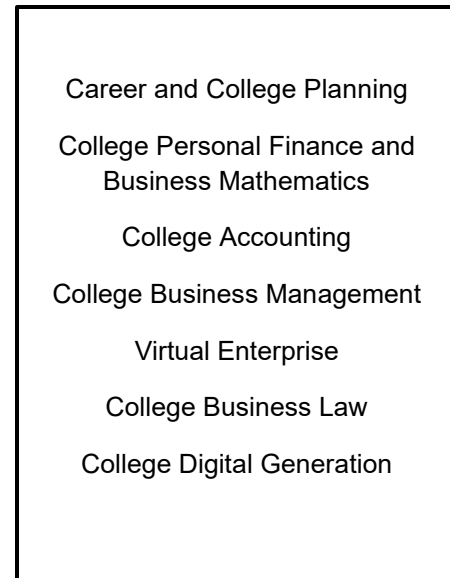 Career and College Planning
College Personal Finance and
Business Mathematics
College Accounting
College Business Management
Virtual Enterprise
College Business Law
College Digital Generation